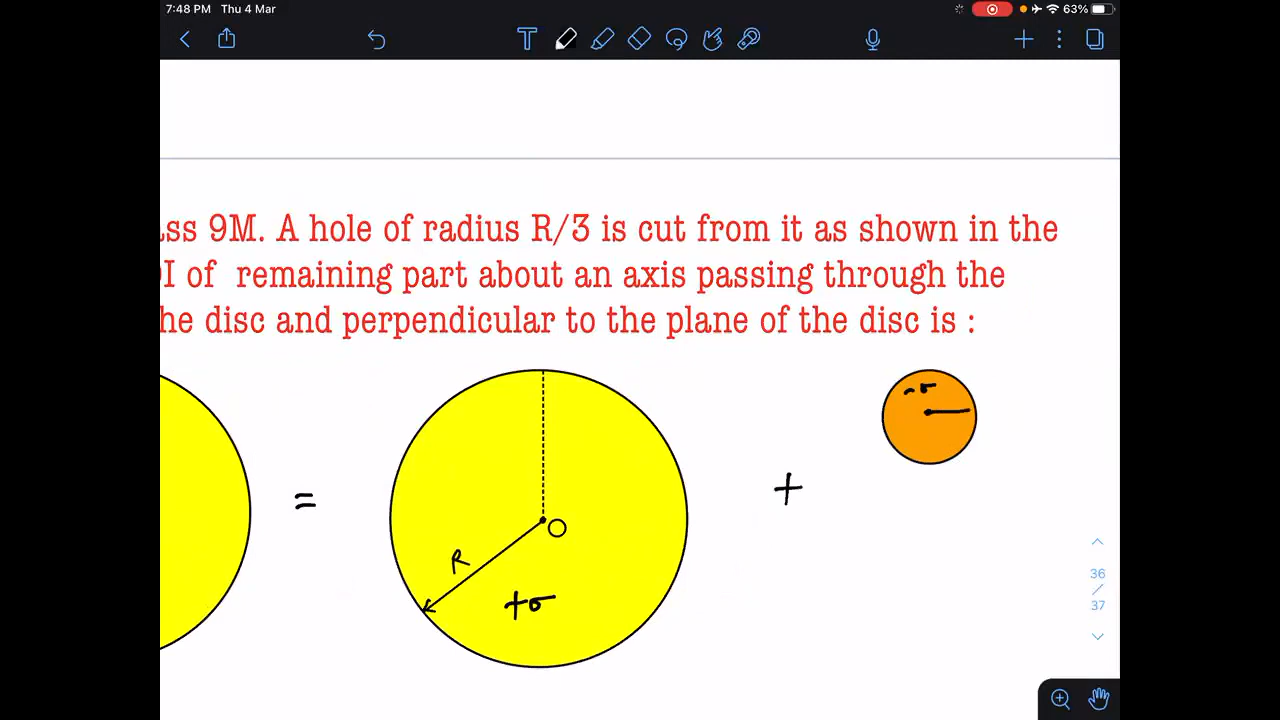 7:48 PM Thu 4 Mar
63%
T
ass 9M. A hole of radius R/3 is cut from it as shown in the
I of remaining part about an axis passing through the
he disc and perpendicular to the plane of the disc is :
-σ
=
+
O
R
+σ
36
/
37